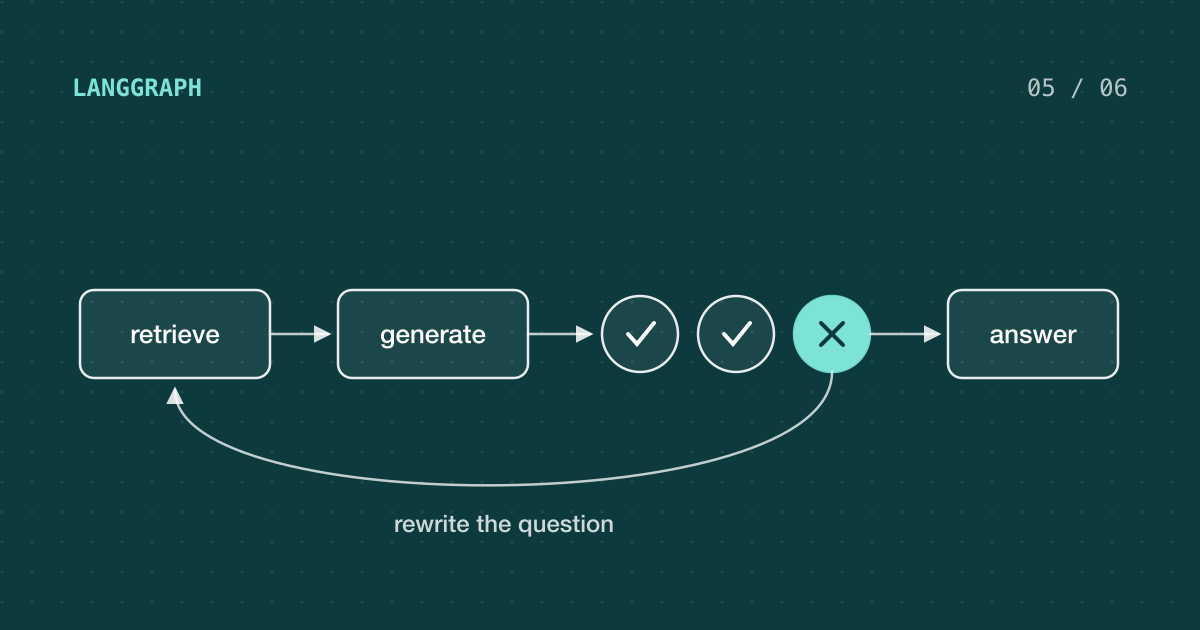 LANGGRAPH
05 / 06
retrieve
generate
answer
rewrite the question